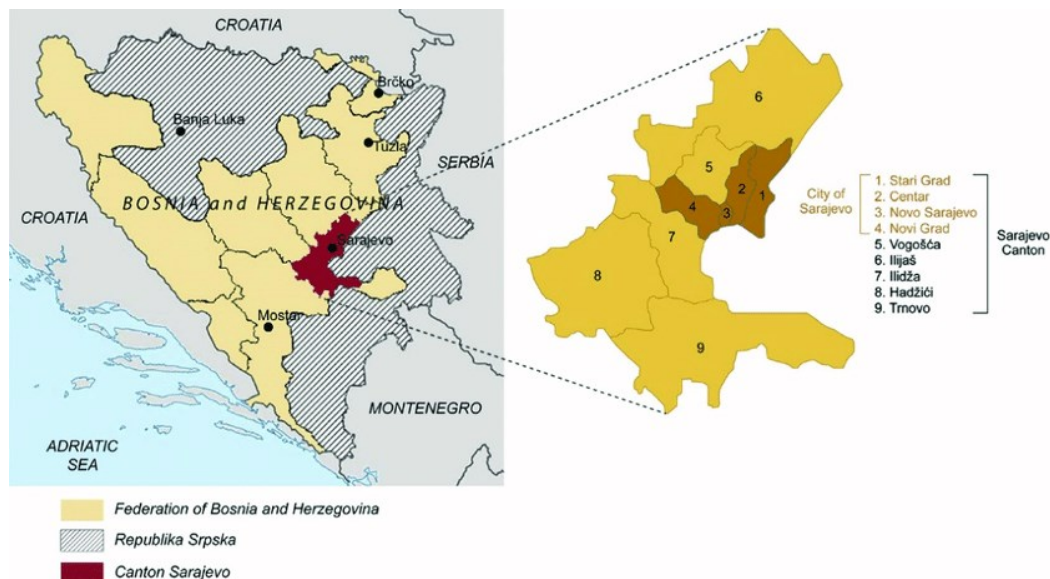 CROATIA
Brčko
Banja Luka
Tuzla
SERBIA
BOSNIA and HERZEGOVINA
CROATIA
Sarajevo
Mostar
MONTENEGRO
ADRIATIC
SEA
Federation of Bosnia and Herzegovina
Republika Srpska
Canton Sarajevo
6
5
2
1
4
3
7
8
9
City of
Sarajevo
1. Stari Grad
2. Centar
3. Novo Sarajevo
4. Novi Grad
5. Vogošća
6. Ilijaš
7. Ilidža
8. Hadžići
9. Trnovo
Sarajevo
Canton